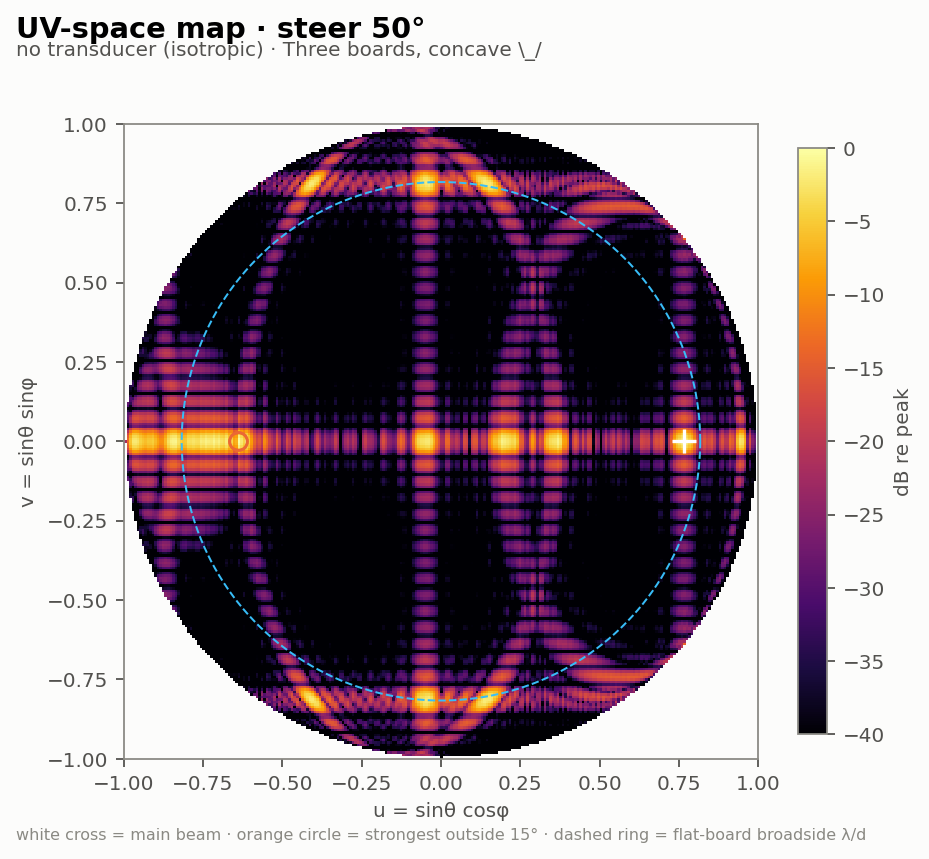 UV-space map · steer 50°
no transducer (isotropic) · Three boards, concave \_/
1.00
0.75
0.50
0.25
0.00
−0.25
−0.50
−0.75
−1.00
v = sinθ sinφ
−1.00 −0.75 −0.50 −0.25 0.00 0.25 0.50 0.75 1.00
u = sinθ cosφ
0
−5
−10
−15
−20
−25
−30
−35
−40
dB re peak
white cross = main beam · orange circle = strongest outside 15° · dashed ring = flat-board broadside λ/d